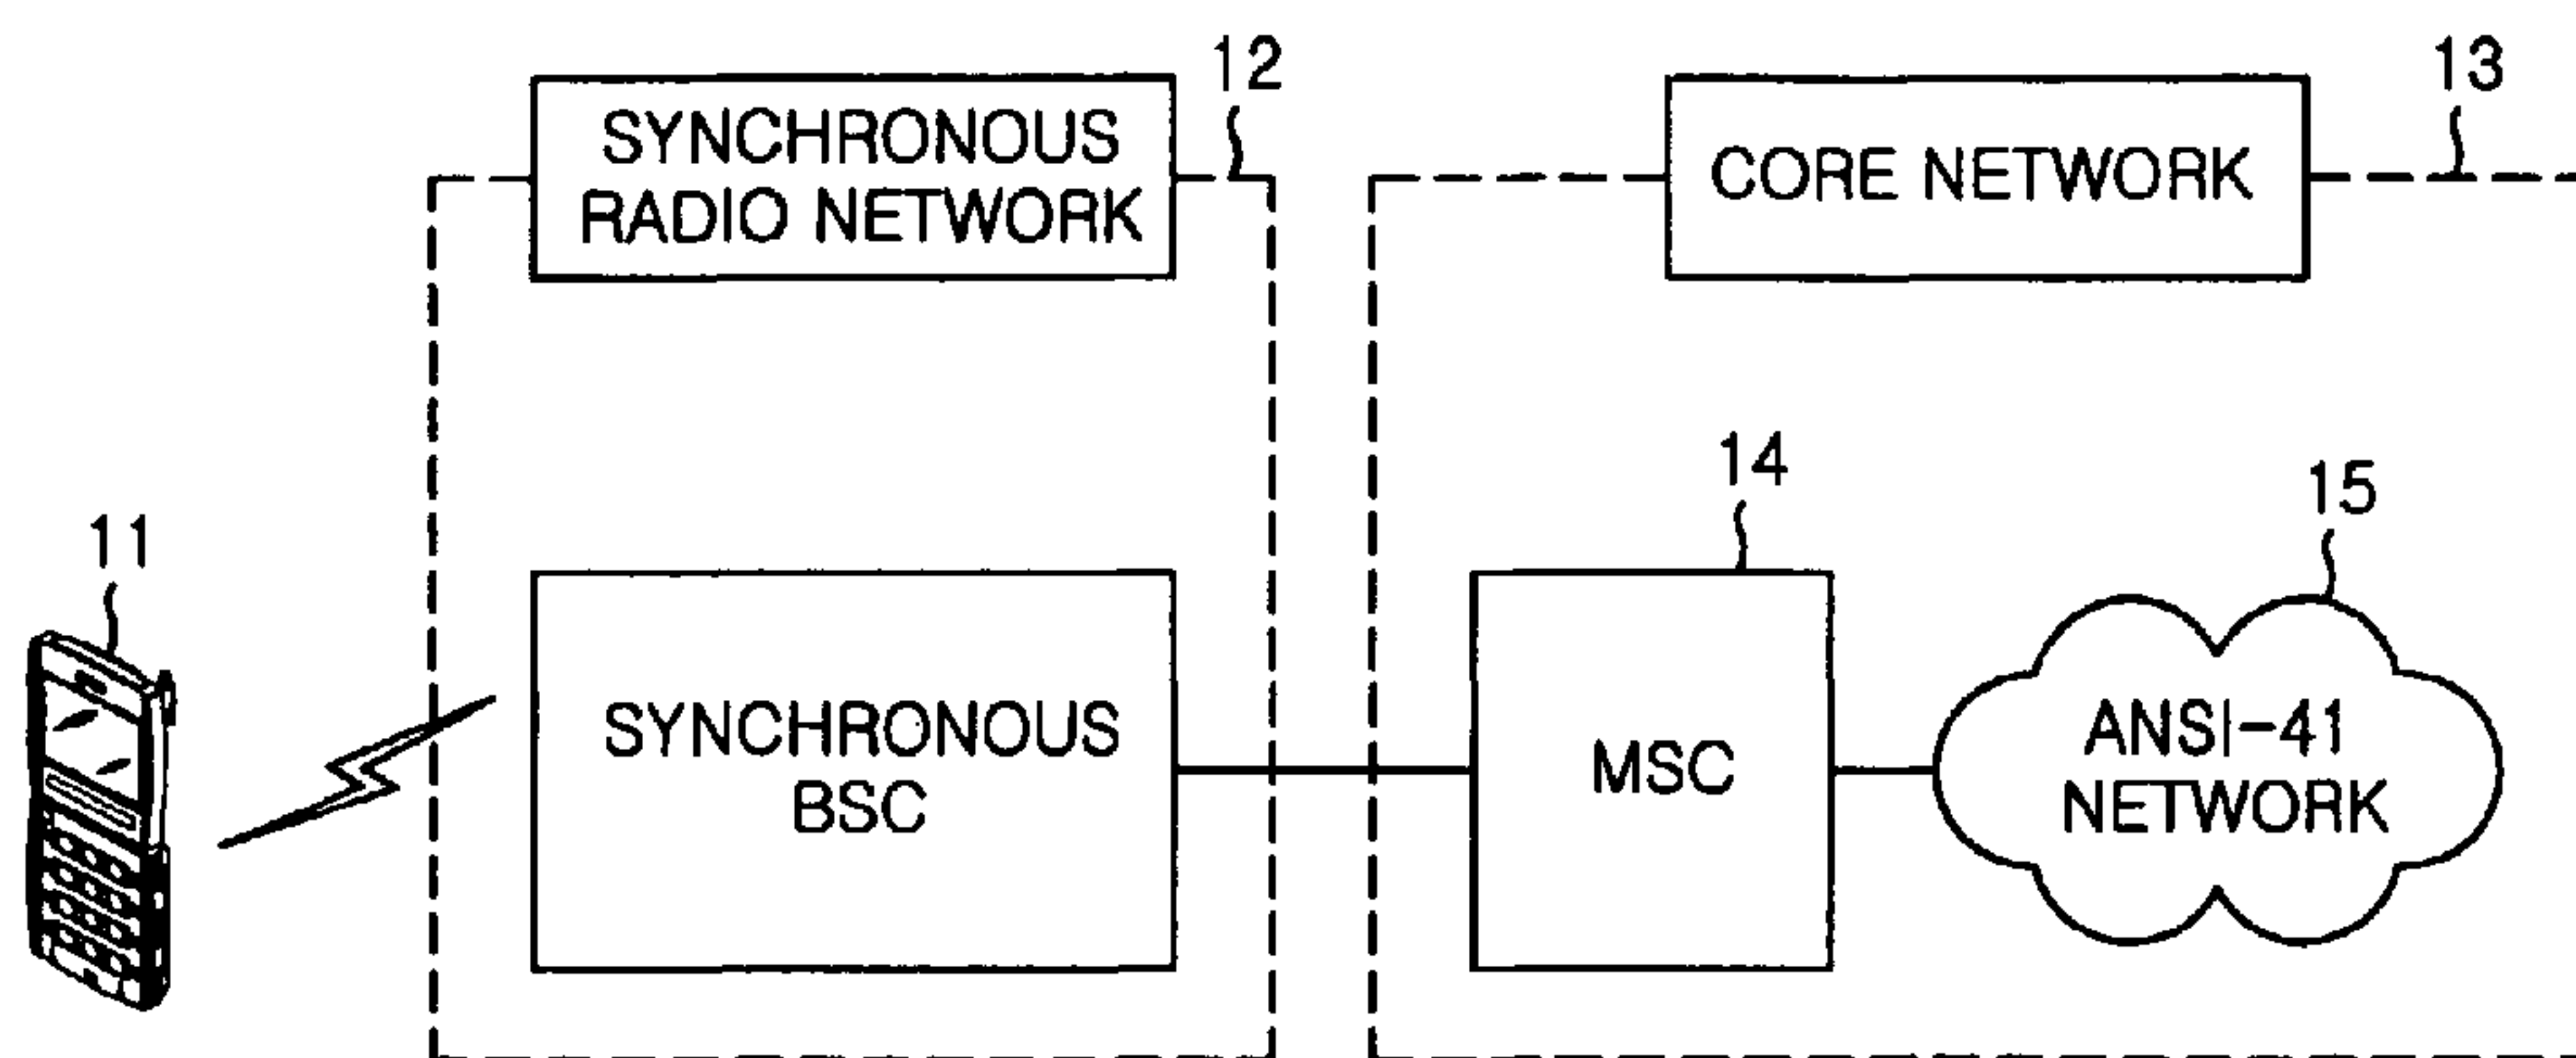 12
13
SYNCHRONOUS
RADIO NETWORK
CORE NETWORK
14
15
11
SYNCHRONOUS
BSC
MSC
ANSI-41
NETWORK